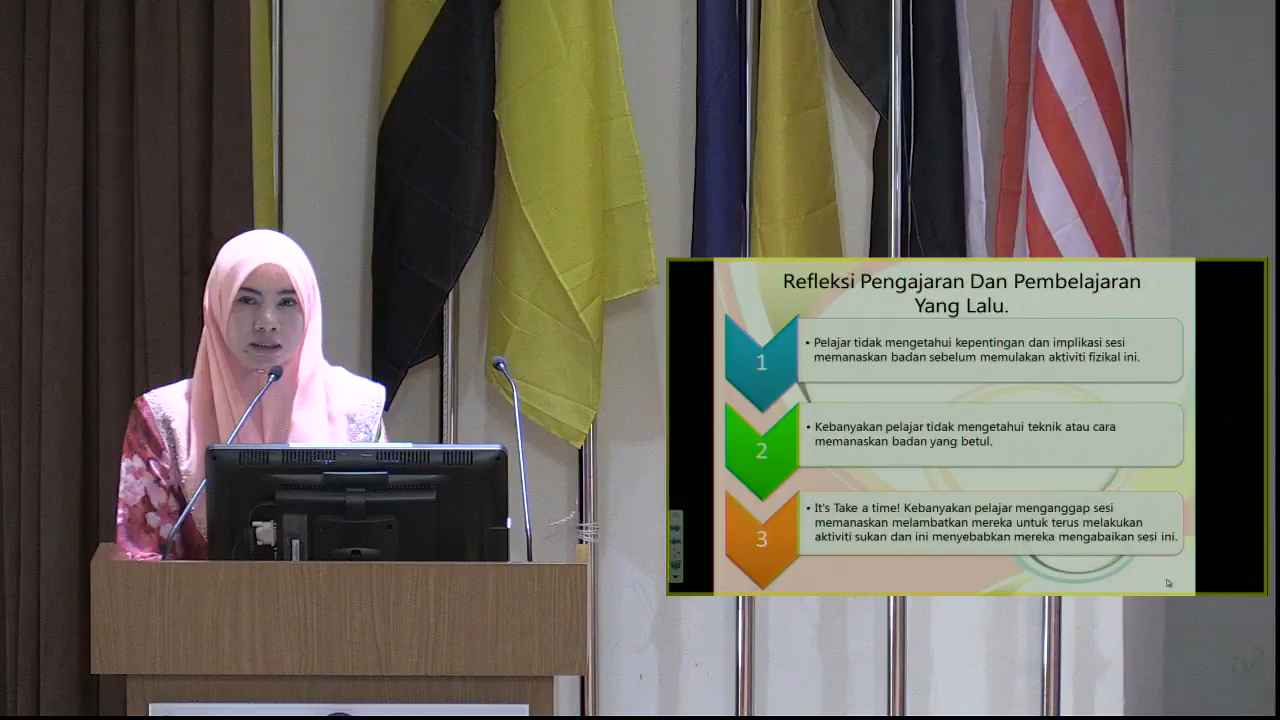 Refleksi Pengajaran Dan Pembelajaran
Yang Lalu.
1
• Pelajar tidak mengetahui kepentingan dan implikasi sesi
memanaskan badan sebelum memulakan aktiviti fizikal ini.
2
• Kebanyakan pelajar tidak mengetahui teknik atau cara
memanaskan badan yang betul.
3
• It's Take a time! Kebanyakan pelajar menganggap sesi
memanaskan melambatkan mereka untuk terus melakukan
aktiviti sukan dan ini menyebabkan mereka mengabaikan sesi ini.